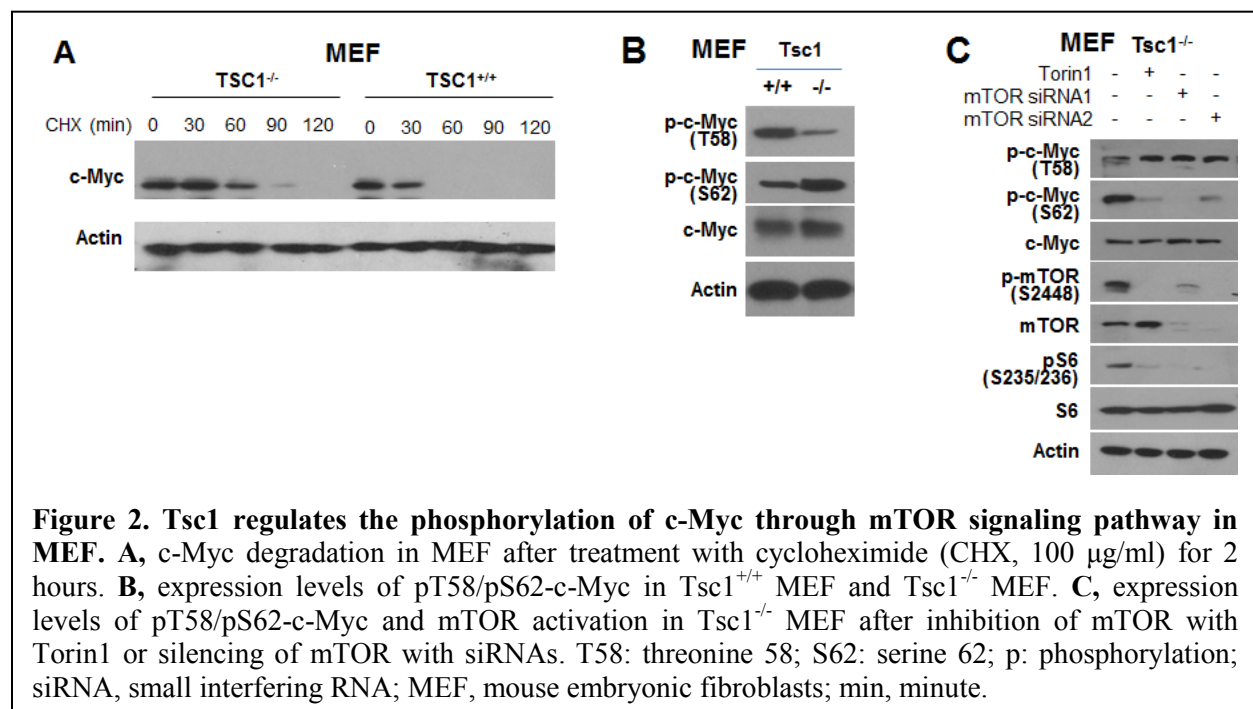 A
MEF
TSC1-/- TSC1+/+
CHX (min) 0 30 60 90 120 0 30 60 90 120
c-Myc
Actin
B
MEF Tsc1
+/+ -/-
p-c-Myc
(T58)
p-c-Myc
(S62)
c-Myc
Actin
C
MEF Tsc1-/-
Torin1 - + - -
mTOR siRNA1 - - + -
mTOR siRNA2 - - - +
p-c-Myc
(T58)
p-c-Myc
(S62)
c-Myc
p-mTOR
(S2448)
mTOR
pS6
(S235/236)
S6
Actin
Figure 2. Tsc1 regulates the phosphorylation of c-Myc through mTOR signaling pathway in
MEF. A, c-Myc degradation in MEF after treatment with cycloheximide (CHX, 100 μg/ml) for 2
hours. B, expression levels of pT58/pS62-c-Myc in Tsc1+/+ MEF and Tsc1-/- MEF. C, expression
levels of pT58/pS62-c-Myc and mTOR activation in Tsc1-/- MEF after inhibition of mTOR with
Torin1 or silencing of mTOR with siRNAs. T58: threonine 58; S62: serine 62; p: phosphorylation;
siRNA, small interfering RNA; MEF, mouse embryonic fibroblasts; min, minute.